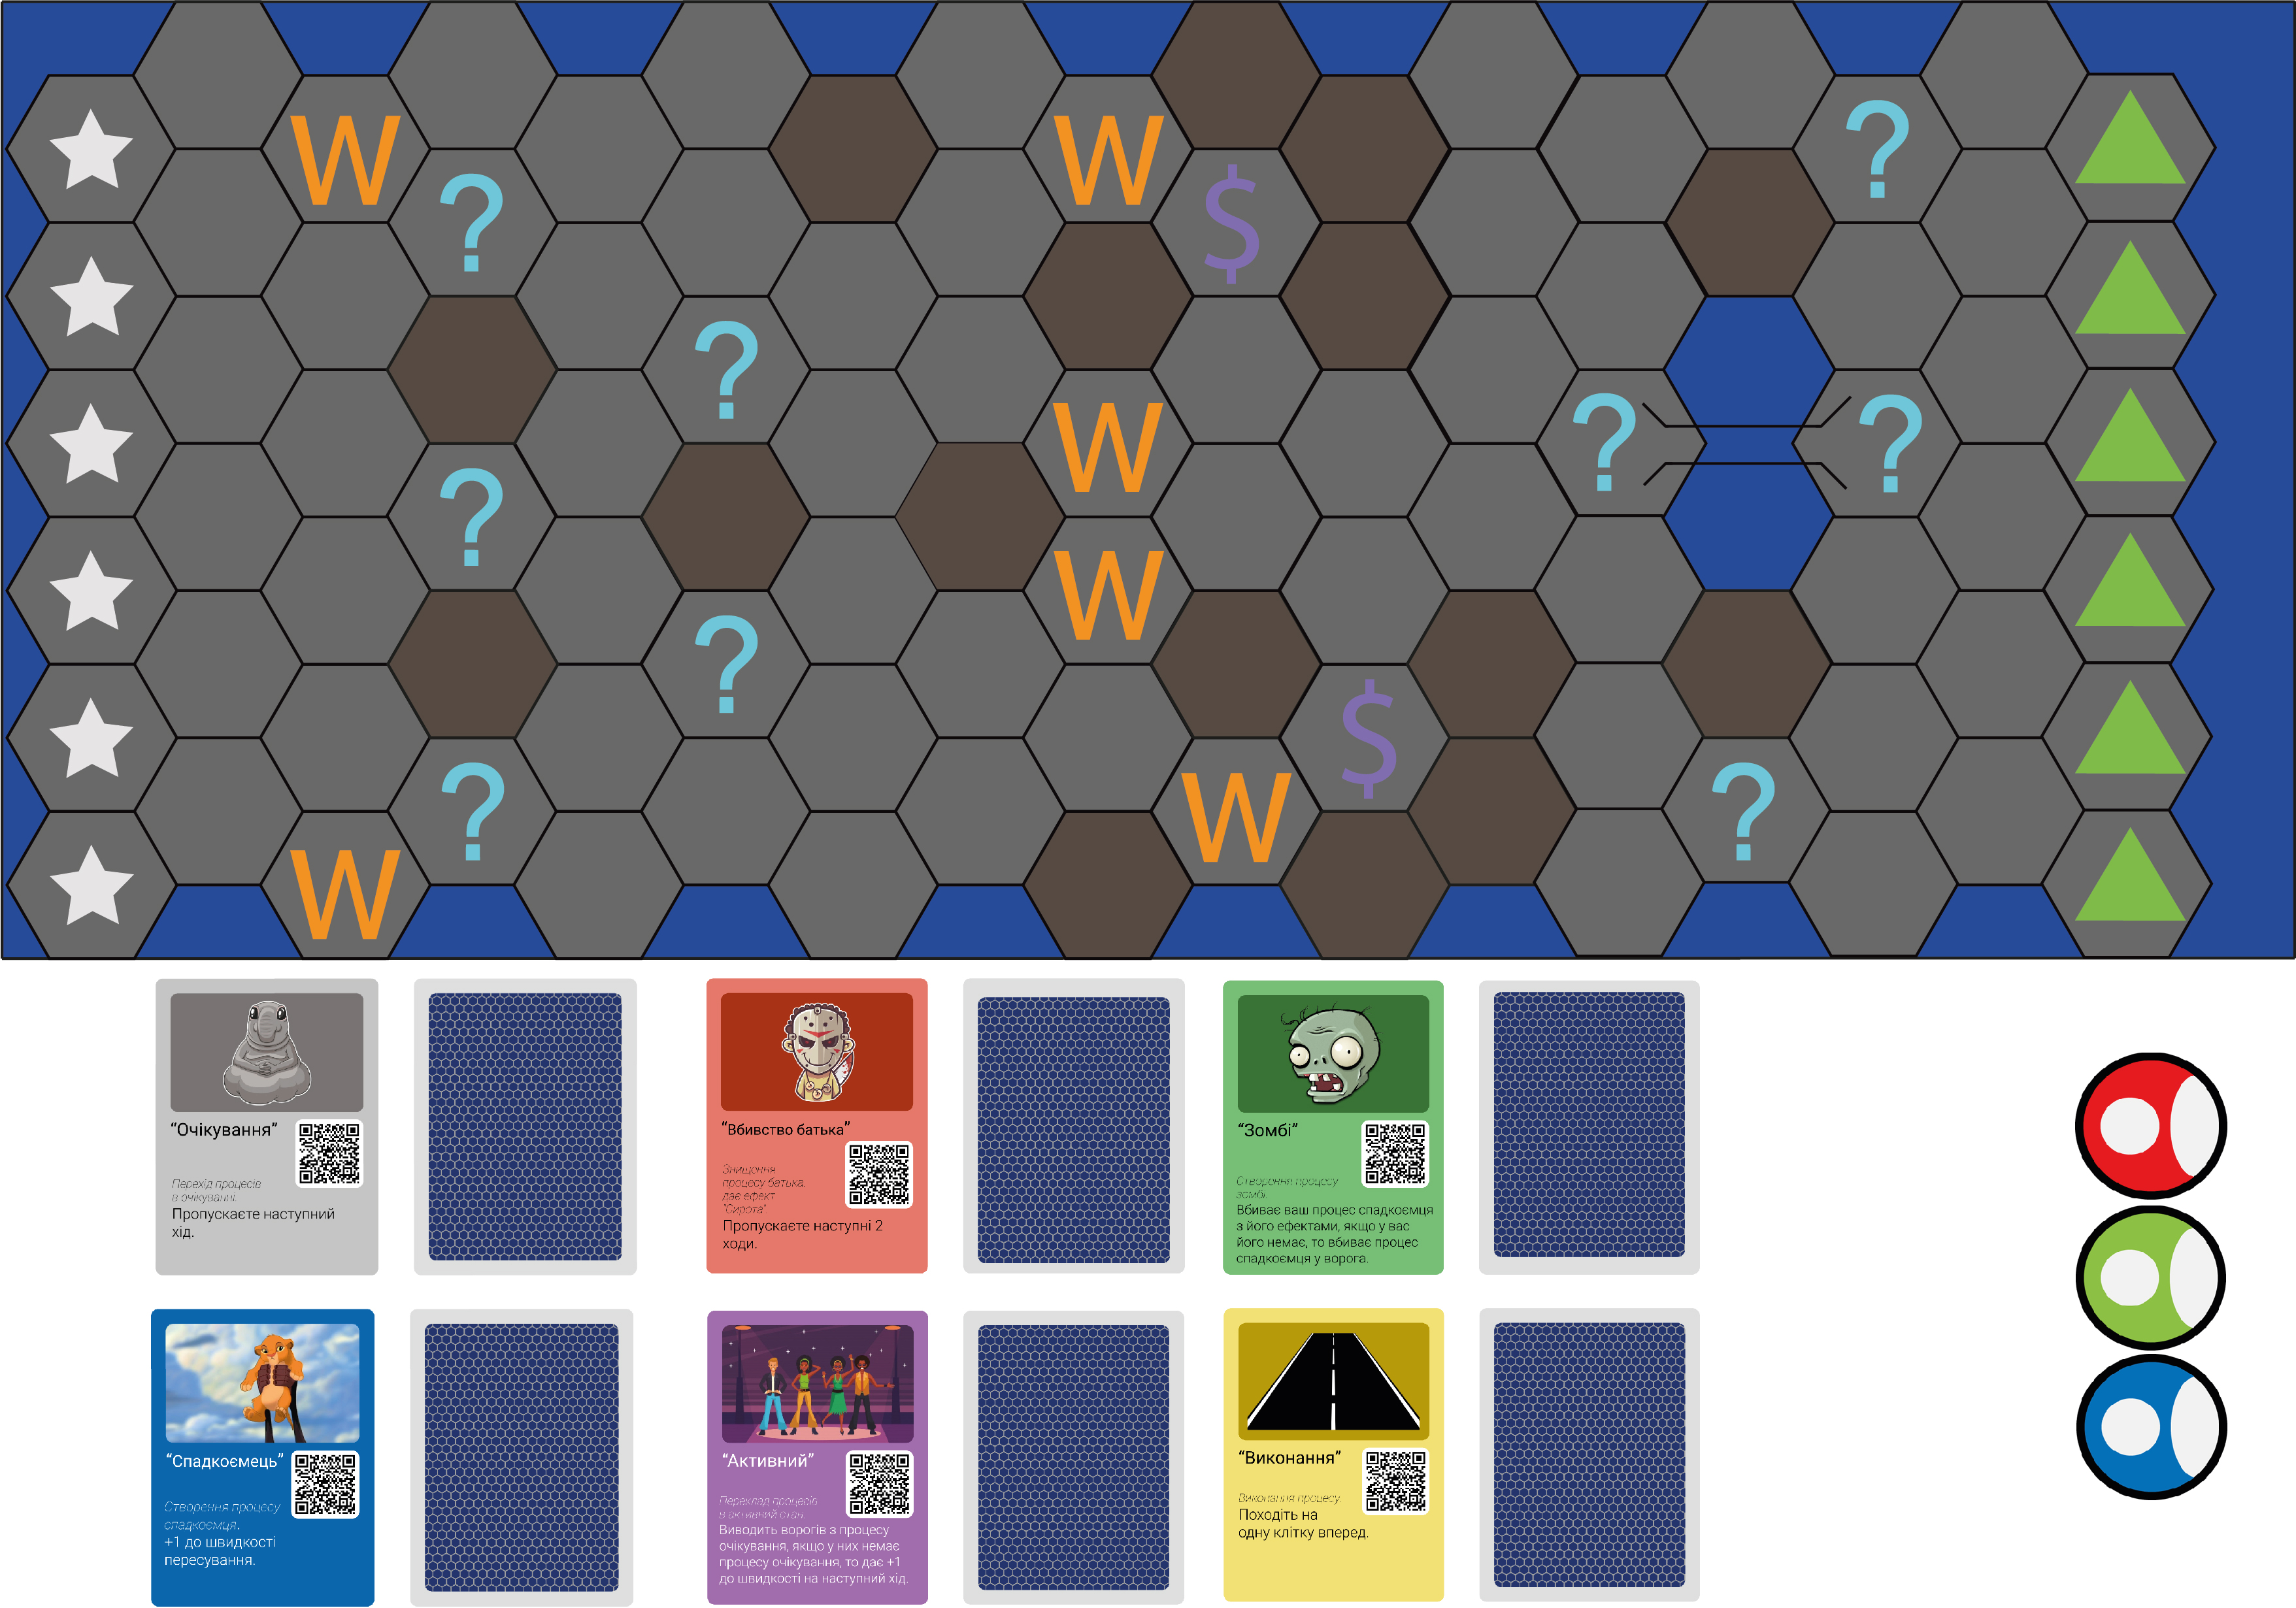 W W ?
? $
?
? W ? ?
?
W
? $
? W ?
W
“Очікування”
Перехід процесів
в очікуванні.
Пропускаєте наступний
хід.
“Вбивство батька”
Знищення
процесу батька,
дає ефект
"Сирота"
Пропускаєте наступні 2
ходи.
“Зомбі”
Створення процесу
зомбі.
Вбиває ваш процес спадкоємця
з його ефектами, якщо у вас
його немає, то вбиває процес
спадкоємця у ворога.
“Спадкоємець”
Створення процесу
спадкоємця.
+1 до швидкості
пересування.
“Активний”
Переклад процесів
в активний стан
Виводить ворогів з процесу
очікування, якщо у них немає
процесу очікування, то дає +1
до швидкості на наступний хід.
“Виконання”
Виконання процесу.
Походіть на
одну клітку вперед.